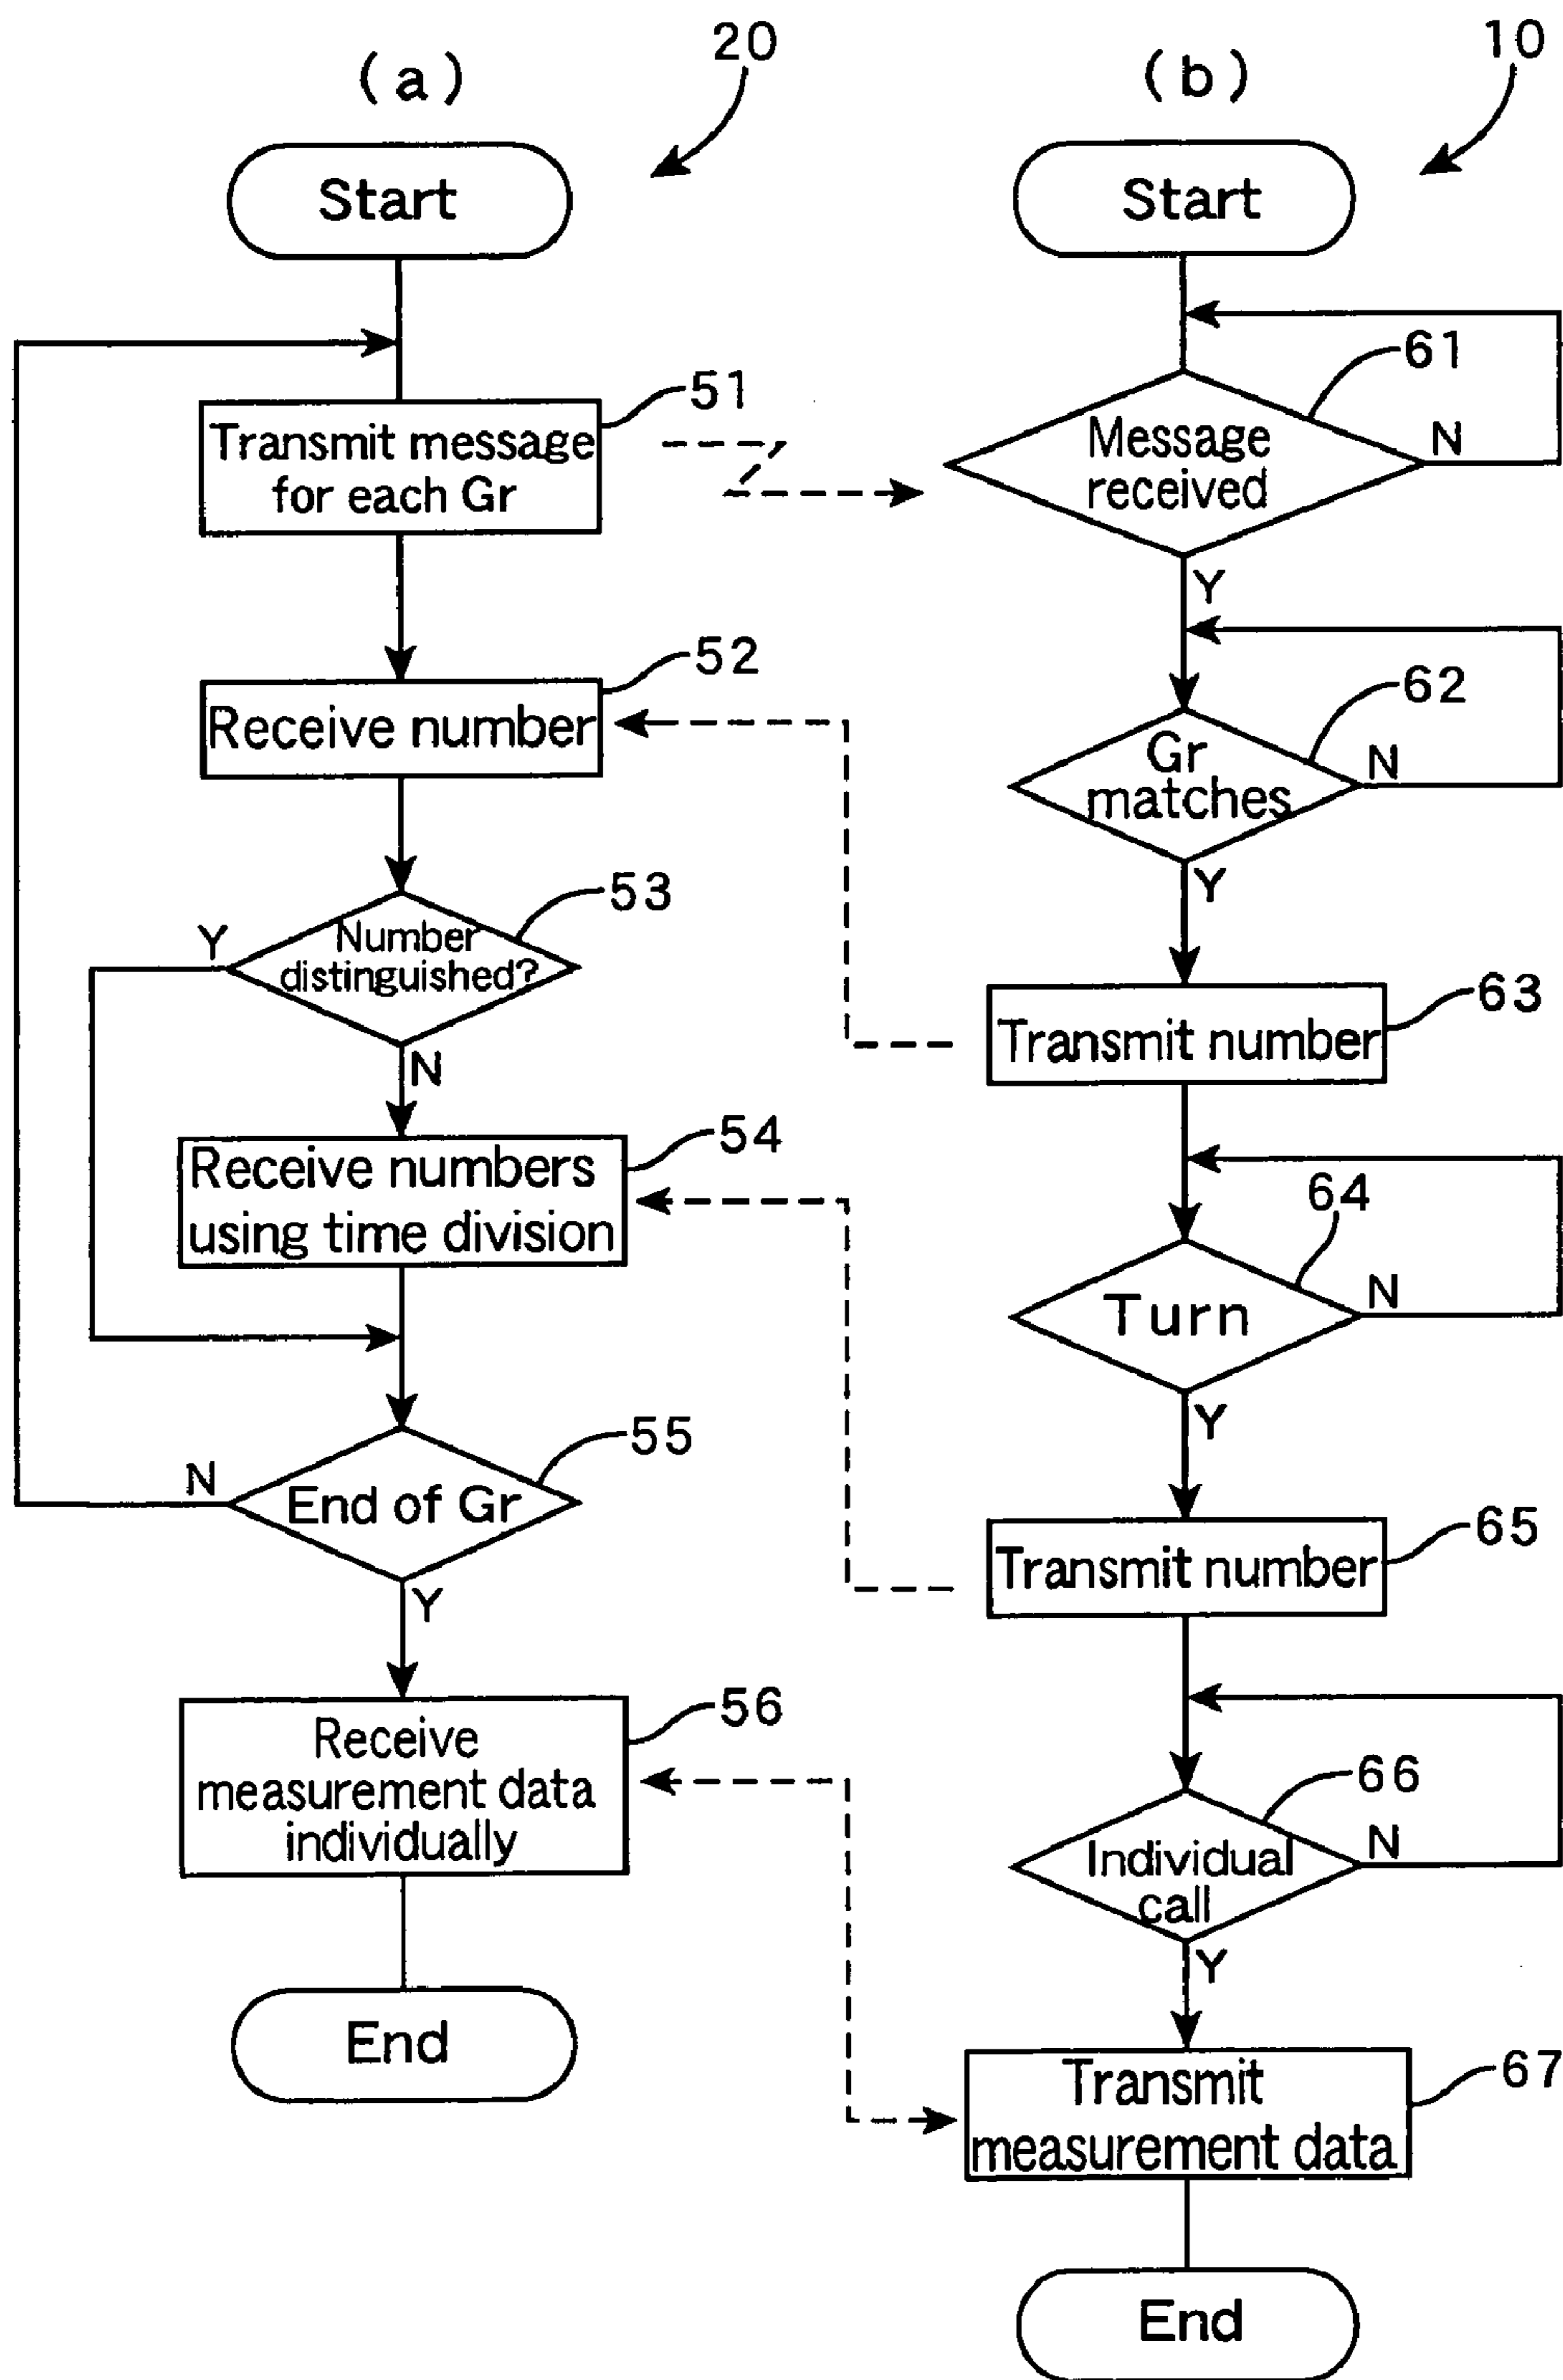 (a)
20
Start
51
Transmit message
for each Gr
52
Receive number
53
Y
Number
distinguished?
N
54
Receive numbers
using time division
55
N
End of Gr
Y
56
Receive
measurement data
individually
End
(b)
10
Start
61
Message
received
N
Y
62
Gr
matches
N
Y
63
Transmit number
64
Turn
N
Y
65
Transmit number
66
Individual
call
N
Y
67
Transmit
measurement data
End